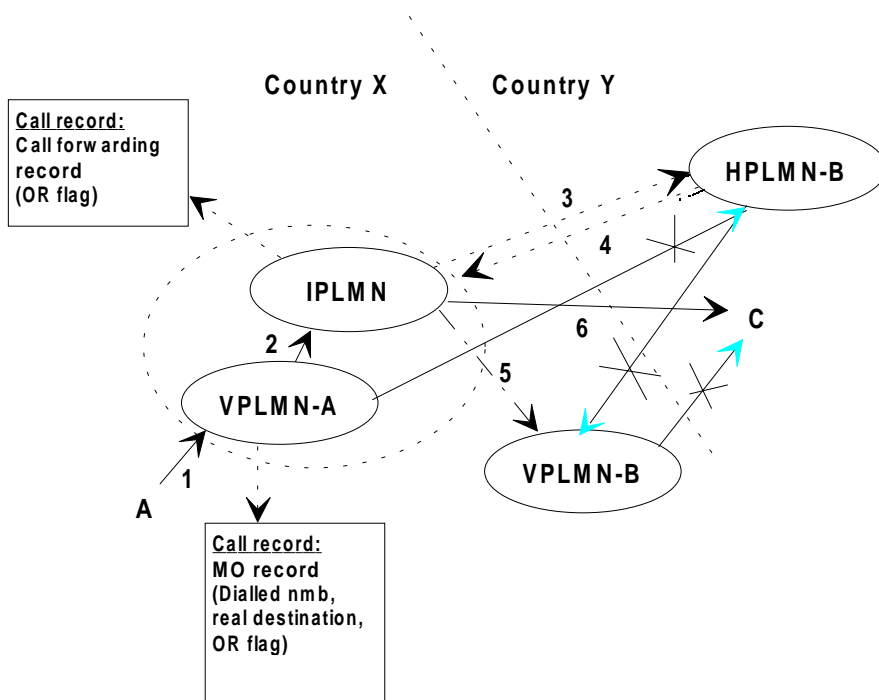 Country X
Country Y
Call record:
Call forwarding
record
(OR flag)
HPLMN-B
3
4
IPLMN
C
2
6
5
VPLMN-A
VPLMN-B
1
A
Call record:
MO record
(Dialled nmb,
real destination,
OR flag)